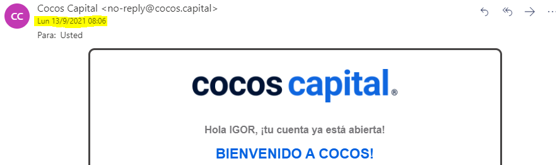 CC
Cocos Capital <no-reply@cocos.capital>
Lun 13/9/2021 08:06
Para: Usted
cocos capital®
Hola IGOR, ¡tu cuenta ya está abierta!
BIENVENIDO A COCOS!